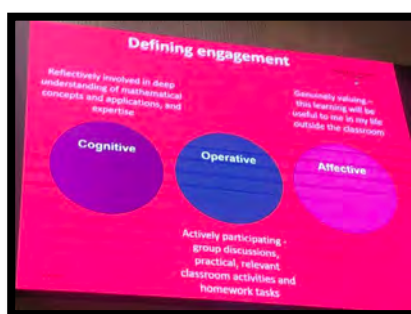 Defining engagement
Reflectively involved in deep
understanding of mathematical
concepts and applications, and
expertise
Genuinely valuing –
this learning will be
useful to me in my life
outside the classroom
Cognitive
Operative
Affective
Actively participating -
group discussions,
practical, relevant
classroom activities and
homework tasks